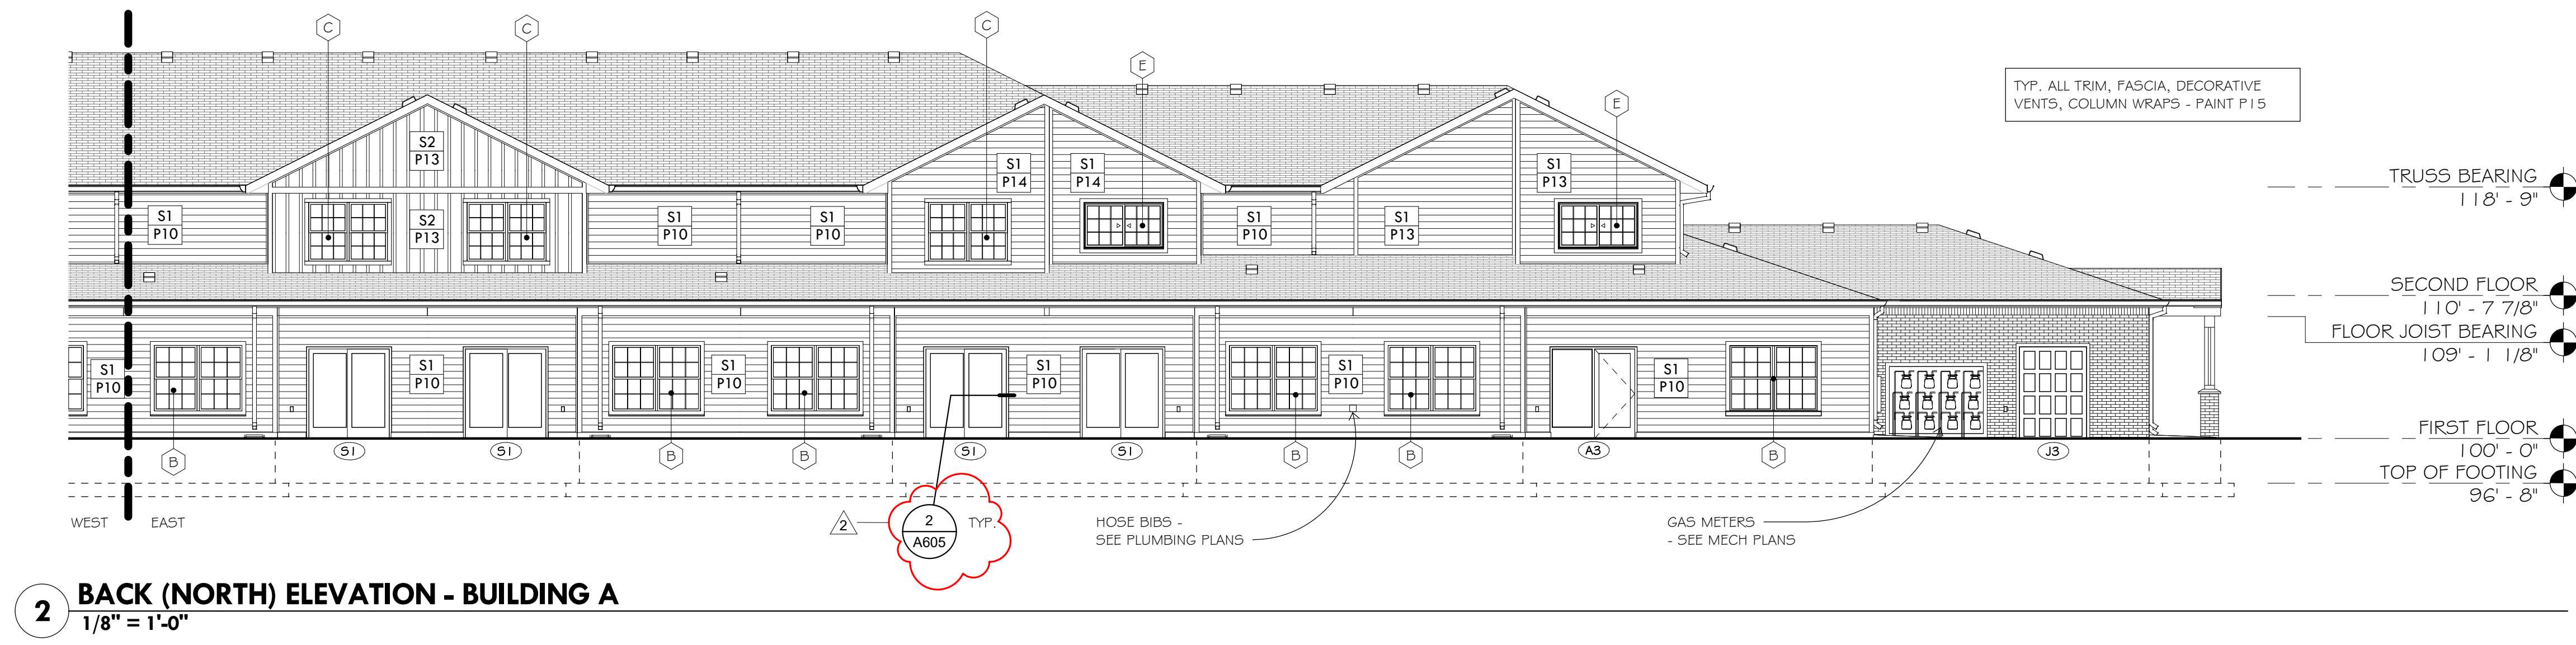 C
C
C
E
E
TYP. ALL TRIM, FASCIA, DECORATIVE
VENTS, COLUMN WRAPS - PAINT P15
S2
P13
S1
P14
S1
P14
S1
P13
TRUSS BEARING
118' - 9"
S1
P10
S2
P13
S1
P10
S1
P10
S1
P10
S1
P13
SECOND FLOOR
110' - 7 7/8"
FLOOR JOIST BEARING
109' - 1 1/8"
S1
P10
S1
P10
S1
P10
S1
P10
S1
P10
S1
P10
FIRST FLOOR
100' - 0"
TOP OF FOOTING
96' - 8"
B
S1
S1
B
B
S1
S1
B
B
A3
B
J3
WEST
EAST
2
2
A605
TYP.
HOSE BIBS -
SEE PLUMBING PLANS
GAS METERS
- SEE MECH PLANS
2
BACK (NORTH) ELEVATION - BUILDING A
1/8" = 1'-0"